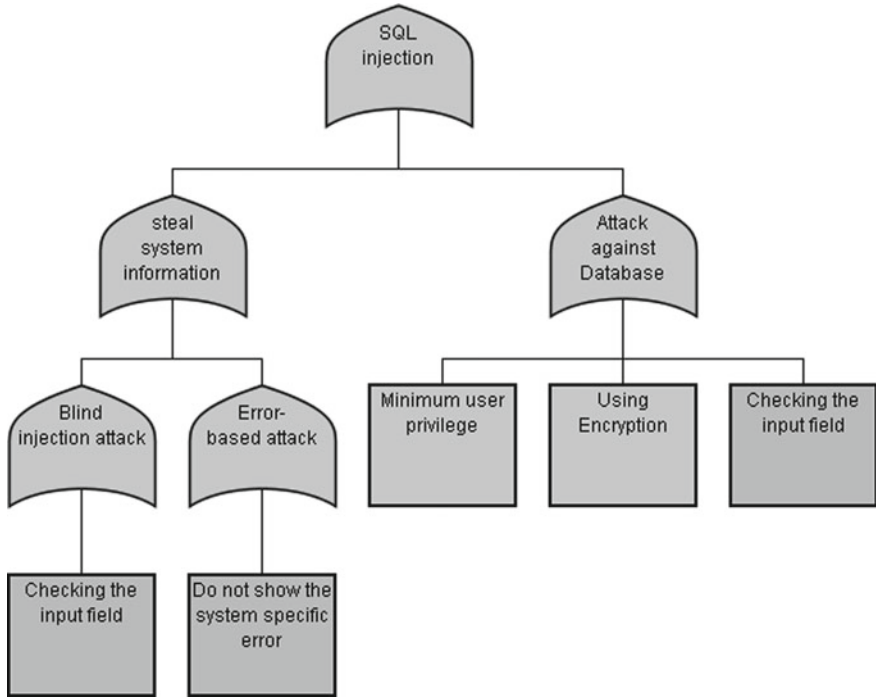 SQL
injection
steal
system
information
Attack
against
Database
Blind
injection attack
Error-
based attack
Minimum user
privilege
Using
Encryption
Checking the
input field
Checking the
input field
Do not show the
system specific
error